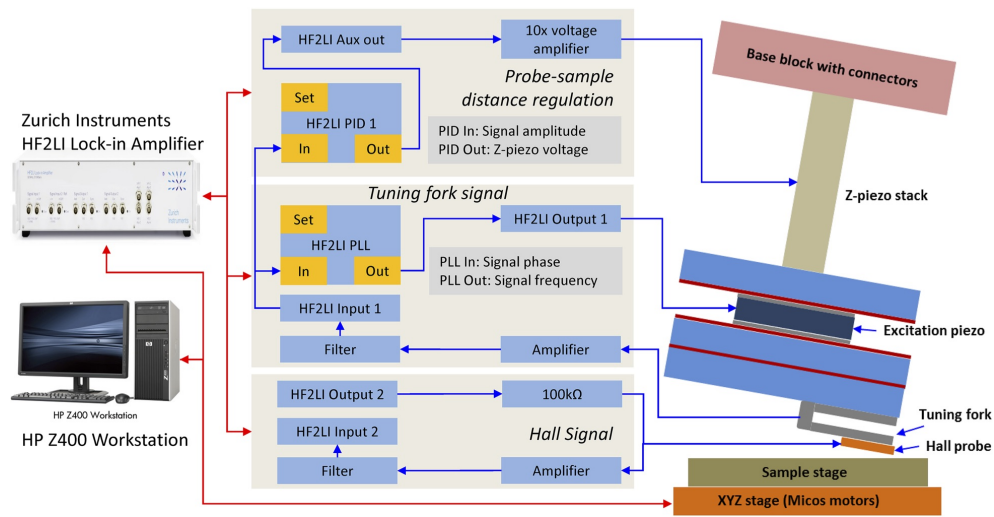 Zurich Instruments
HF2LI Lock-in Amplifier
Zurich
Instruments
HP Z400 Workstation
HP Z400 Workstation
HF2LI Aux out
10x voltage
amplifier
Probe-sample
distance regulation
Set
HF2LI PID 1
In
Out
PID In: Signal amplitude
PID Out: Z-piezo voltage
Tuning fork signal
Set
HF2LI PLL
In
Out
HF2LI Output 1
PLL In: Signal phase
PLL Out: Signal frequency
HF2LI Input 1
Filter
Amplifier
HF2LI Output 2
100kΩ
HF2LI Input 2
Hall Signal
Filter
Amplifier
Base block with connectors
Z-piezo stack
Excitation piezo
Tuning fork
Hall probe
Sample stage
XYZ stage (Micos motors)